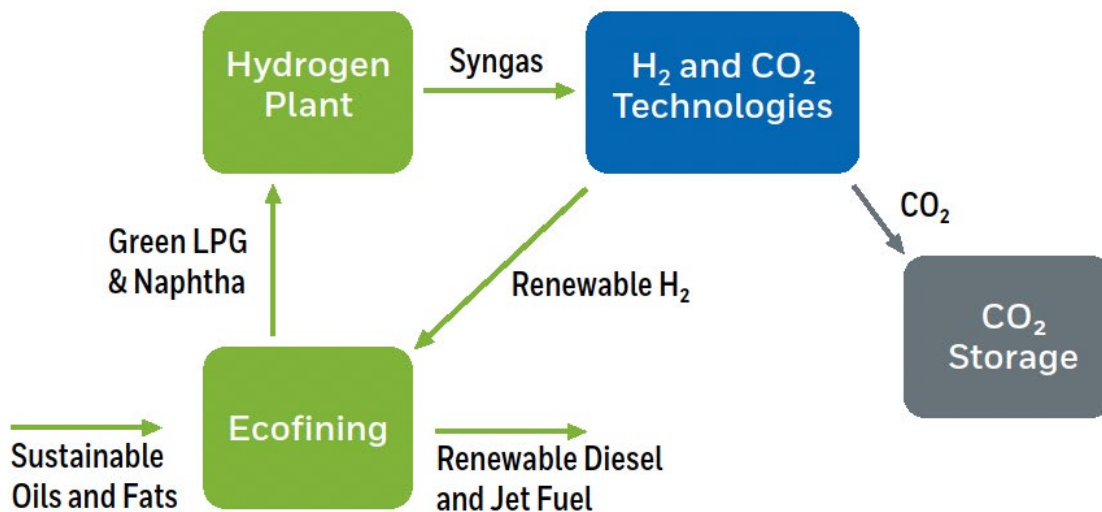 Hydrogen
Plant
Syngas
H₂ and CO₂
Technologies
CO₂
Green LPG
& Naphtha
Renewable H₂
CO₂
Storage
Ecofining
Sustainable
Oils and Fats
Renewable Diesel
and Jet Fuel